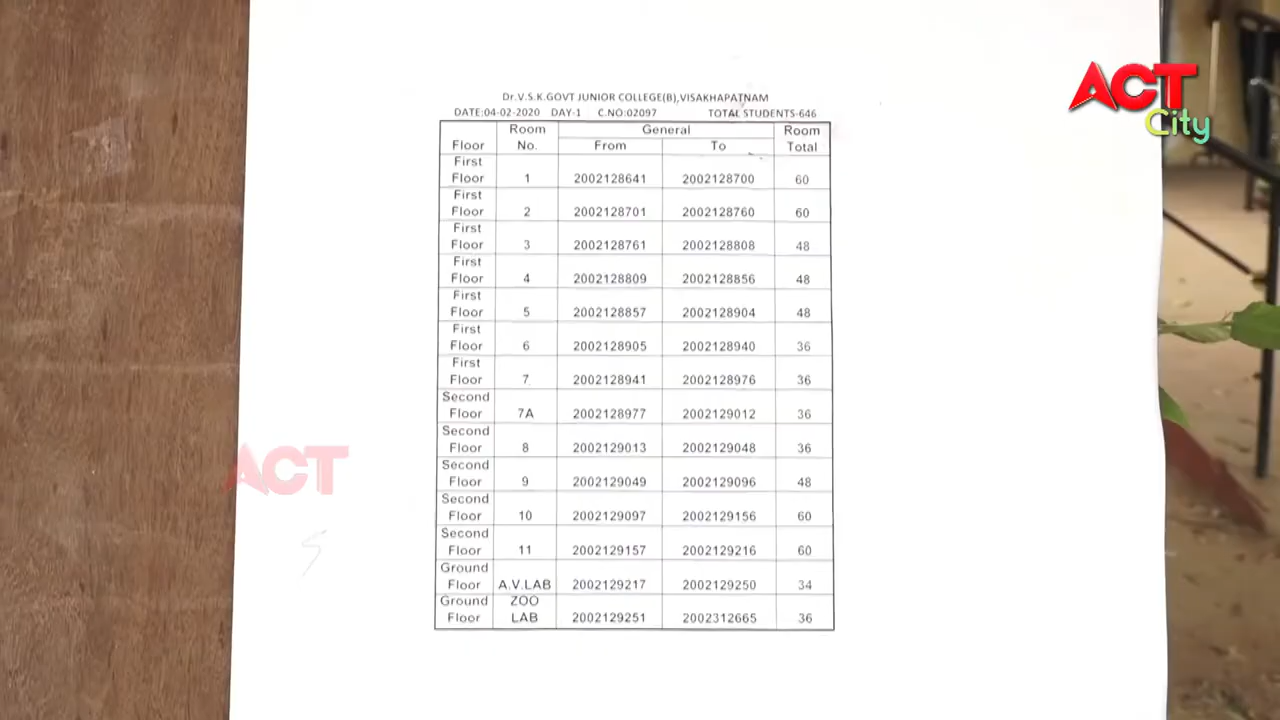 Dr.V.S.K.GOVT JUNIOR COLLEGE(B),VISAKHAPATNAM
DATE:04-02-2020 DAY-1 C.NO:02097 TOTAL STUDENTS-646
Floor Room No. General Room Total
From To
First Floor 1 2002128641 2002128700 60
First Floor 2 2002128701 2002128760 60
First Floor 3 2002128761 2002128808 48
First Floor 4 2002128809 2002128856 48
First Floor 5 2002128857 2002128904 48
First Floor 6 2002128905 2002128940 36
First Floor 7 2002128941 2002128976 36
Second Floor 7A 2002128977 2002129012 36
Second Floor 8 2002129013 2002129048 36
Second Floor 9 2002129049 2002129096 48
Second Floor 10 2002129097 2002129156 60
Second Floor 11 2002129157 2002129216 60
Ground Floor A.V.LAB 2002129217 2002129250 34
Ground Floor ZOO LAB 2002129251 2002312665 36
ACT
City
ACT